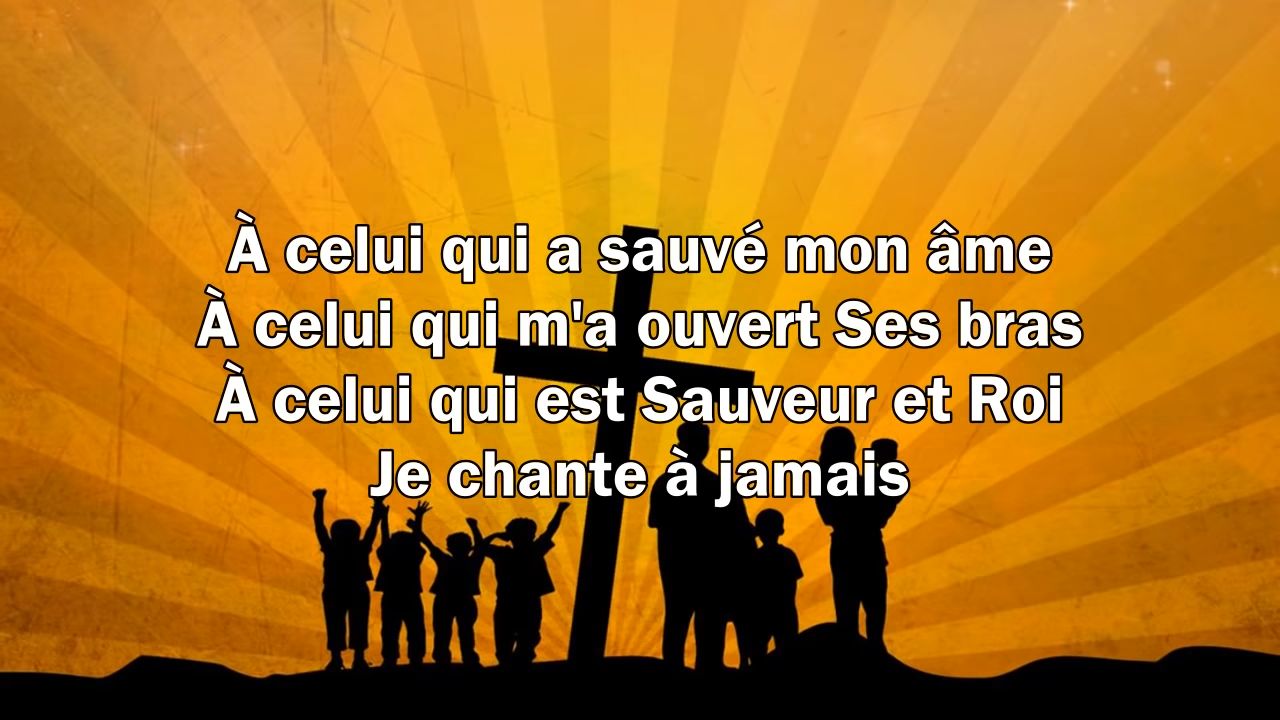 À celui qui a sauvé mon âme
À celui qui m'a ouvert Ses bras
À celui qui est Sauveur et Roi
Je chante à jamais